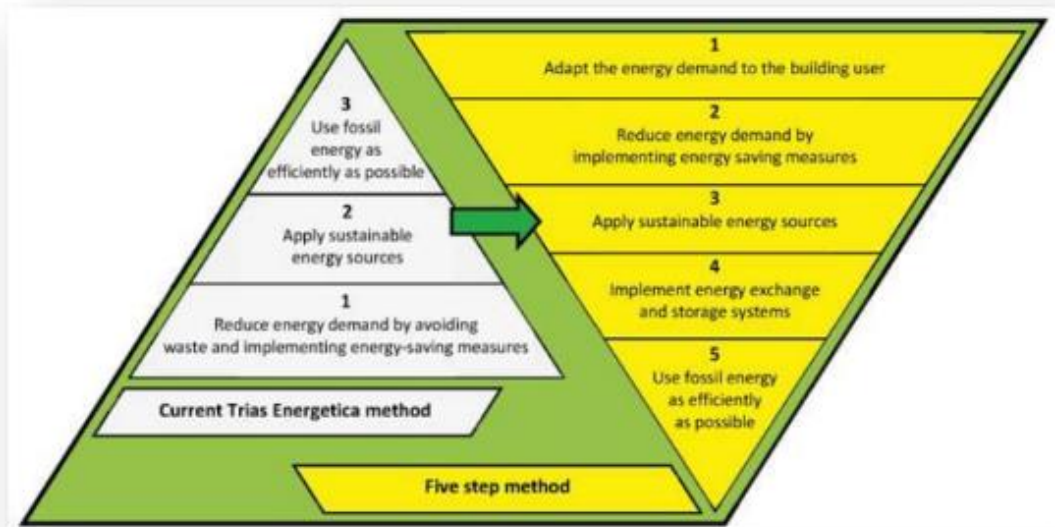 3
Use fossil
energy as
efficiently as possible
2
Apply sustainable
energy sources
1
Reduce energy demand by avoiding
waste and implementing energy-saving measures
Current Trias Energetica method
1
Adapt the energy demand to the building user
2
Reduce energy demand by
implementing energy saving measures
3
Apply sustainable energy sources
4
Implement energy exchange
and storage systems
5
Use fossil energy
as efficiently
as possible
Five step method